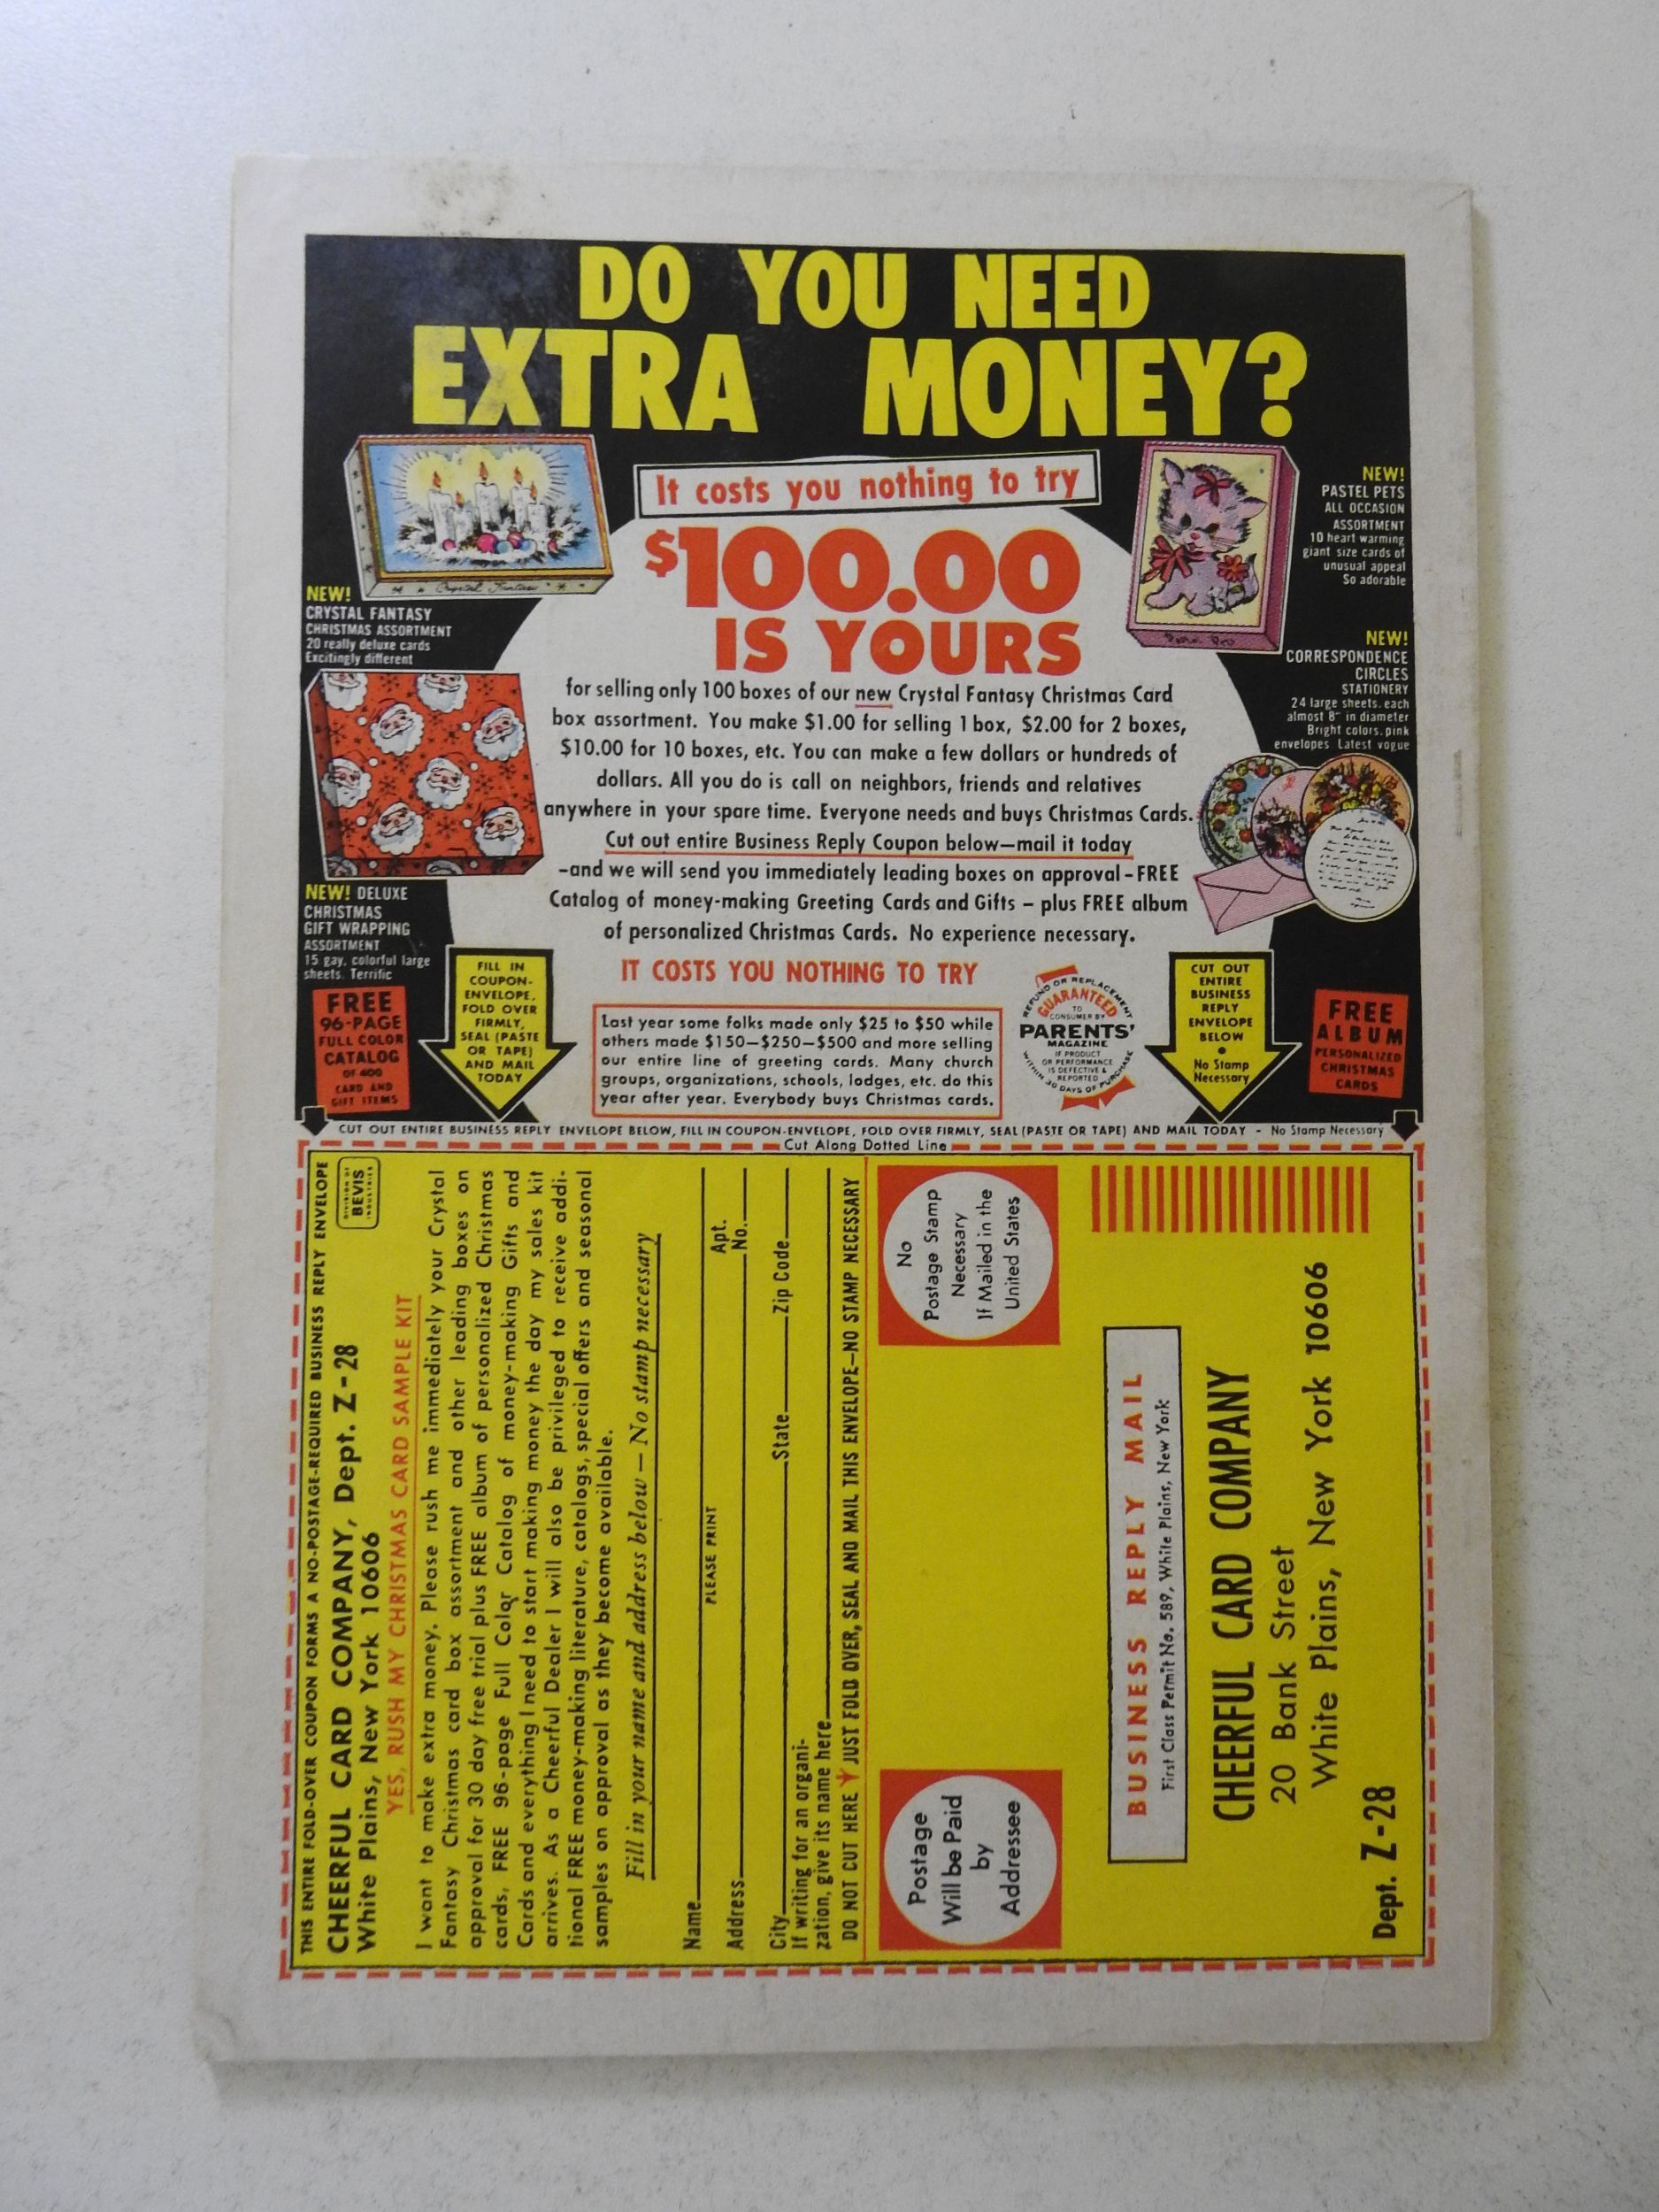 DO YOU NEED
EXTRA MONEY?
It costs you nothing to try
$100.00
IS YOURS
for selling only 100 boxes of our new Crystal Fantasy Christmas Card
box assortment. You make $1.00 for selling 1 box, $2.00 for 2 boxes,
$10.00 for 10 boxes, etc. You can make a few dollars or hundreds of
dollars. All you do is call on neighbors, friends and relatives
anywhere in your spare time. Everyone needs and buys Christmas Cards.
Cut out entire Business Reply Coupon below—mail it today
-and we will send you immediately leading boxes on approval-FREE
Catalog of money-making Greeting Cards and Gifts - plus FREE album
of personalized Christmas Cards. No experience necessary.
IT COSTS YOU NOTHING TO TRY
Last year some folks made only $25 to $50 while
others made $150—$250—$500 and more selling
our entire line of greeting cards. Many church
groups, organizations, schools, lodges, etc. do this
year after year. Everybody buys Christmas cards.
Crystal Fantasy
NEW!
CRYSTAL FANTASY
CHRISTMAS ASSORTMENT
20 really deluxe cards
Excitingly different
NEW! DELUXE
CHRISTMAS
GIFT WRAPPING
ASSORTMENT
15 gay, colorful large
sheets. Terrific
FREE
96-PAGE
FULL COLOR
CATALOG
OF 400
CARD AND
GIFT ITEMS
FILL IN
COUPON-
ENVELOPE,
FOLD OVER
FIRMLY,
SEAL (PASTE
OR TAPE)
AND MAIL
TODAY
NEW!
PASTEL PETS
ALL OCCASION
ASSORTMENT
10 heart warming
giant size cards of
unusual appeal
So adorable
NEW!
CORRESPONDENCE
CIRCLES
STATIONERY
24 large sheets, each
almost 8" in diameter
Bright colors, pink
envelopes. Latest vogue
REFUND OR REPLACEMENT
GUARANTEED
TO
CONSUMER BY
PARENTS'
MAGAZINE
IF PRODUCT
OR PERFORMANCE
IS DEFECTIVE &
REPORTED
WITHIN 30 DAYS OF PURCHASE
CUT OUT
ENTIRE
BUSINESS
REPLY
ENVELOPE
BELOW
•
No Stamp
Necessary
FREE
ALBUM
PERSONALIZED
CHRISTMAS
CARDS
CUT OUT ENTIRE BUSINESS REPLY ENVELOPE BELOW, FILL IN COUPON-ENVELOPE, FOLD OVER FIRMLY, SEAL (PASTE OR TAPE) AND MAIL TODAY - No Stamp Necessary
Cut Along Dotted Line
THIS ENTIRE FOLD-OVER COUPON FORMS A NO-POSTAGE-REQUIRED BUSINESS REPLY ENVELOPE
CHEERFUL CARD COMPANY, Dept. Z-28
White Plains, New York 10606
DIVISION OF
BEVIS
INDUSTRIES
YES, RUSH MY CHRISTMAS CARD SAMPLE KIT
I want to make extra money. Please rush me immediately your Crystal
Fantasy Christmas card box assortment and other leading boxes on
approval for 30 day free trial plus FREE album of personalized Christmas
cards, FREE 96-page Full Color Catalog of money-making Gifts and
Cards and everything I need to start making money the day my sales kit
arrives. As a Cheerful Dealer I will also be privileged to receive addi-
tional FREE money-making literature, catalogs, special offers and seasonal
samples on approval as they become available.
Fill in your name and address below — No stamp necessary
Name
PLEASE PRINT
Address Apt. No.
City State Zip Code
If writing for an organi-
zation, give its name here
DO NOT CUT HERE JUST FOLD OVER, SEAL AND MAIL THIS ENVELOPE—NO STAMP NECESSARY
Postage
Will be Paid
by
Addressee
No
Postage Stamp
Necessary
If Mailed in the
United States
BUSINESS REPLY MAIL
First Class Permit No. 589, White Plains, New York
CHEERFUL CARD COMPANY
20 Bank Street
White Plains, New York 10606
Dept. Z-28